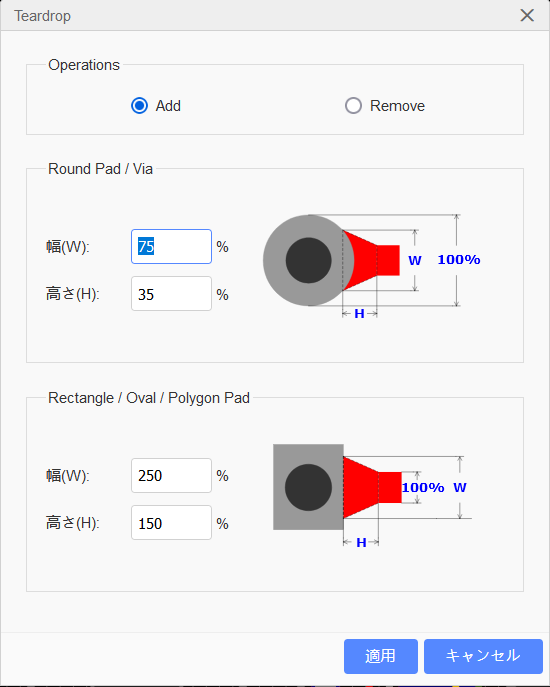 Teardrop
Operations
Add Remove
Round Pad / Via
幅(W): 75 %
高さ(H): 35 %
W 100%
H
Rectangle / Oval / Polygon Pad
幅(W): 250 %
高さ(H): 150 %
100% W
H
適用 キャンセル